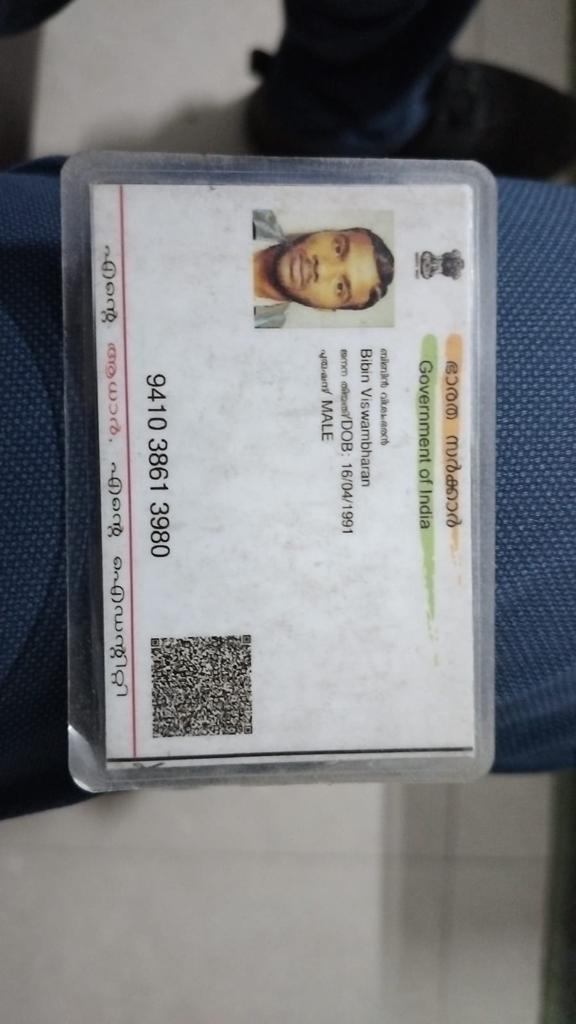 ഭാരത സർക്കാർ
Government of India
ബിബിൻ വിശ്വംഭരൻ
Bibin Viswambharan
ജനന തിയതി/DOB: 16/04/1991
പുരുഷൻ/ MALE
9410 3861 3980
എന്റെ ആധാർ, എന്റെ ഐഡന്റിറ്റി